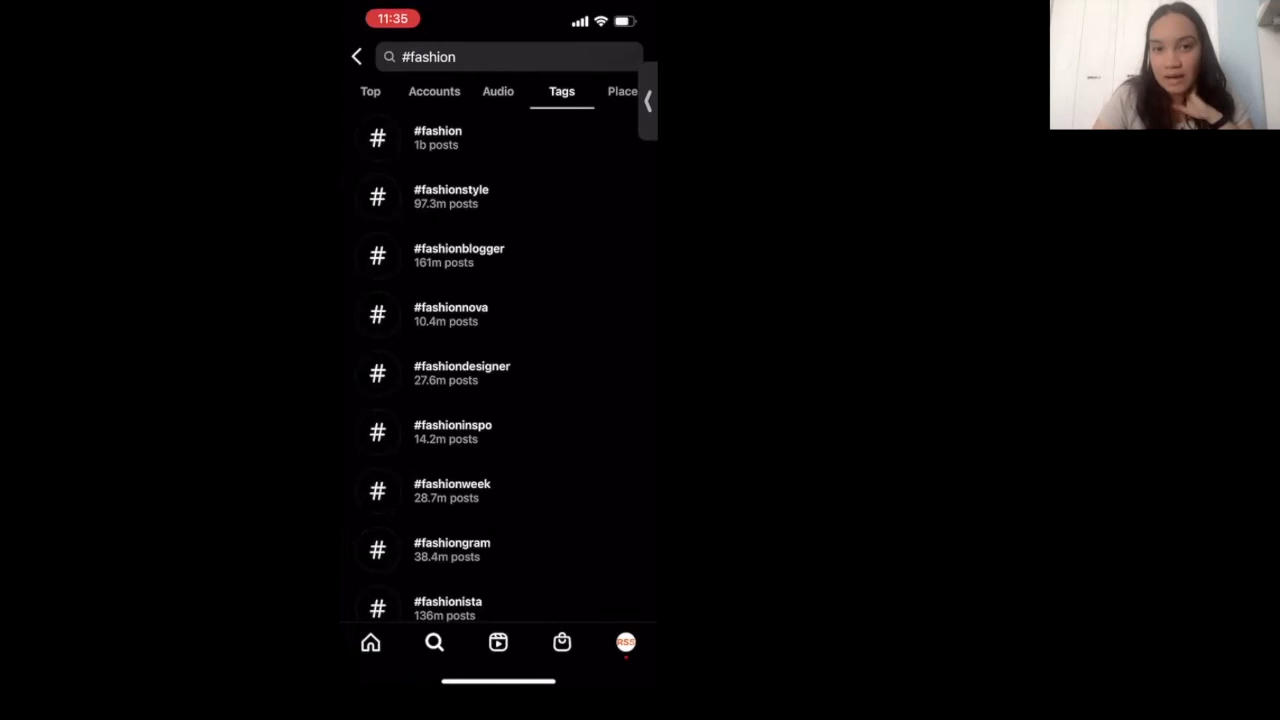 11:35
#fashion
Top Accounts Audio Tags Place
#fashion
1b posts
#fashionstyle
97.3m posts
#fashionblogger
161m posts
#fashionnova
10.4m posts
#fashiondesigner
27.6m posts
#fashioninspo
14.2m posts
#fashionweek
28.7m posts
#fashiongram
38.4m posts
#fashionista
136m posts
RSS